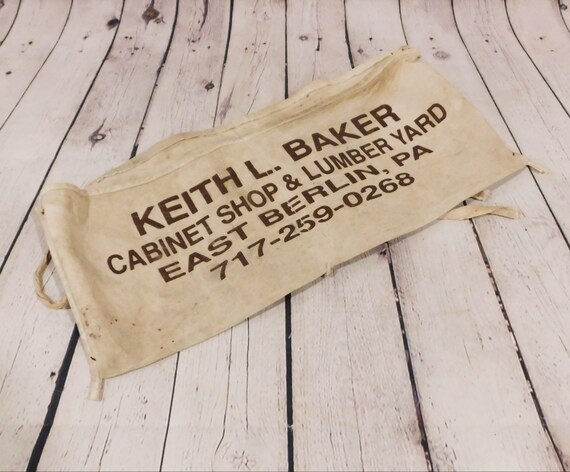 KEITH L. BAKER
CABINET SHOP & LUMBER YARD
EAST BERLIN, PA
717-259-0268